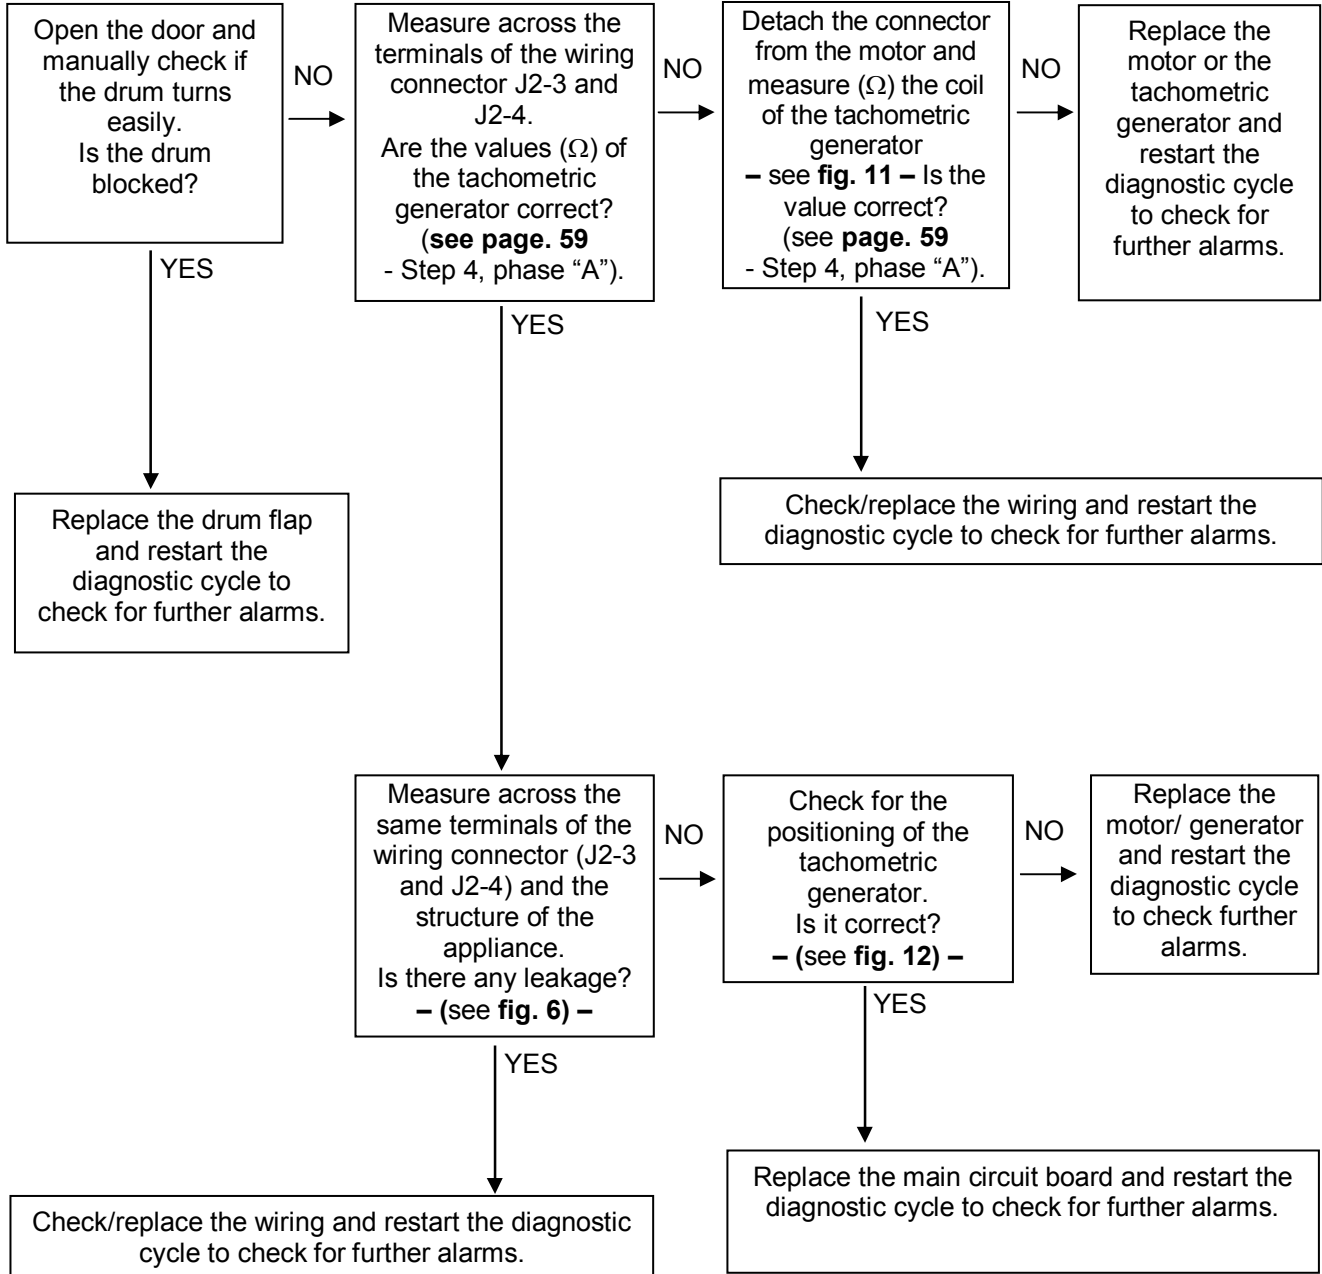 Open the door and
manually check if
the drum turns
easily.
Is the drum
blocked?
NO
YES
Measure across the
terminals of the wiring
connector J2-3 and
J2-4.
Are the values (Ω) of
the tachometric
generator correct?
(see page. 59
- Step 4, phase “A”).
NO
YES
Detach the connector
from the motor and
measure (Ω) the coil
of the tachometric
generator
– see fig. 11 – Is the
value correct?
(see page. 59
- Step 4, phase “A”).
NO
YES
Replace the
motor or the
tachometric
generator and
restart the
diagnostic cycle
to check for
further alarms.
Replace the drum flap
and restart the
diagnostic cycle to
check for further alarms.
Check/replace the wiring and restart the
diagnostic cycle to check for further alarms.
Measure across the
same terminals of the
wiring connector (J2-3
and J2-4) and the
structure of the
appliance.
Is there any leakage?
– (see fig. 6) –
NO
YES
Check for the
positioning of the
tachometric
generator.
Is it correct?
– (see fig. 12) –
NO
YES
Replace the
motor/ generator
and restart the
diagnostic cycle
to check further
alarms.
Check/replace the wiring and restart the diagnostic
cycle to check for further alarms.
Replace the main circuit board and restart the
diagnostic cycle to check for further alarms.